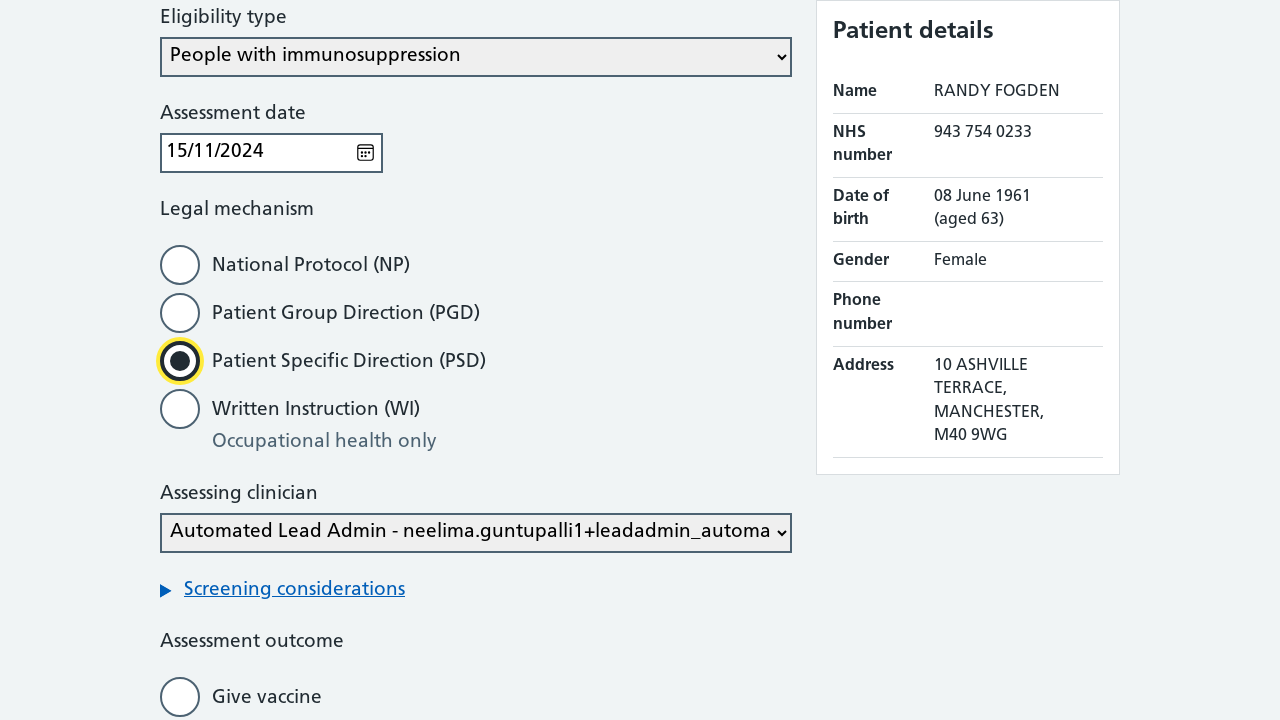 Eligibility type
People with immunosuppression
Assessment date
15/11/2024
Legal mechanism
National Protocol (NP)
Patient Group Direction (PGD)
Patient Specific Direction (PSD)
Written Instruction (WI)
Occupational health only
Assessing clinician
Automated Lead Admin - neelima.guntupalli1+leadadmin_automa
Screening considerations
Assessment outcome
Give vaccine
Patient details
Name RANDY FOGDEN
NHS number 943 754 0233
Date of birth 08 June 1961 (aged 63)
Gender Female
Phone number
Address 10 ASHVILLE
TERRACE,
MANCHESTER,
M40 9WG